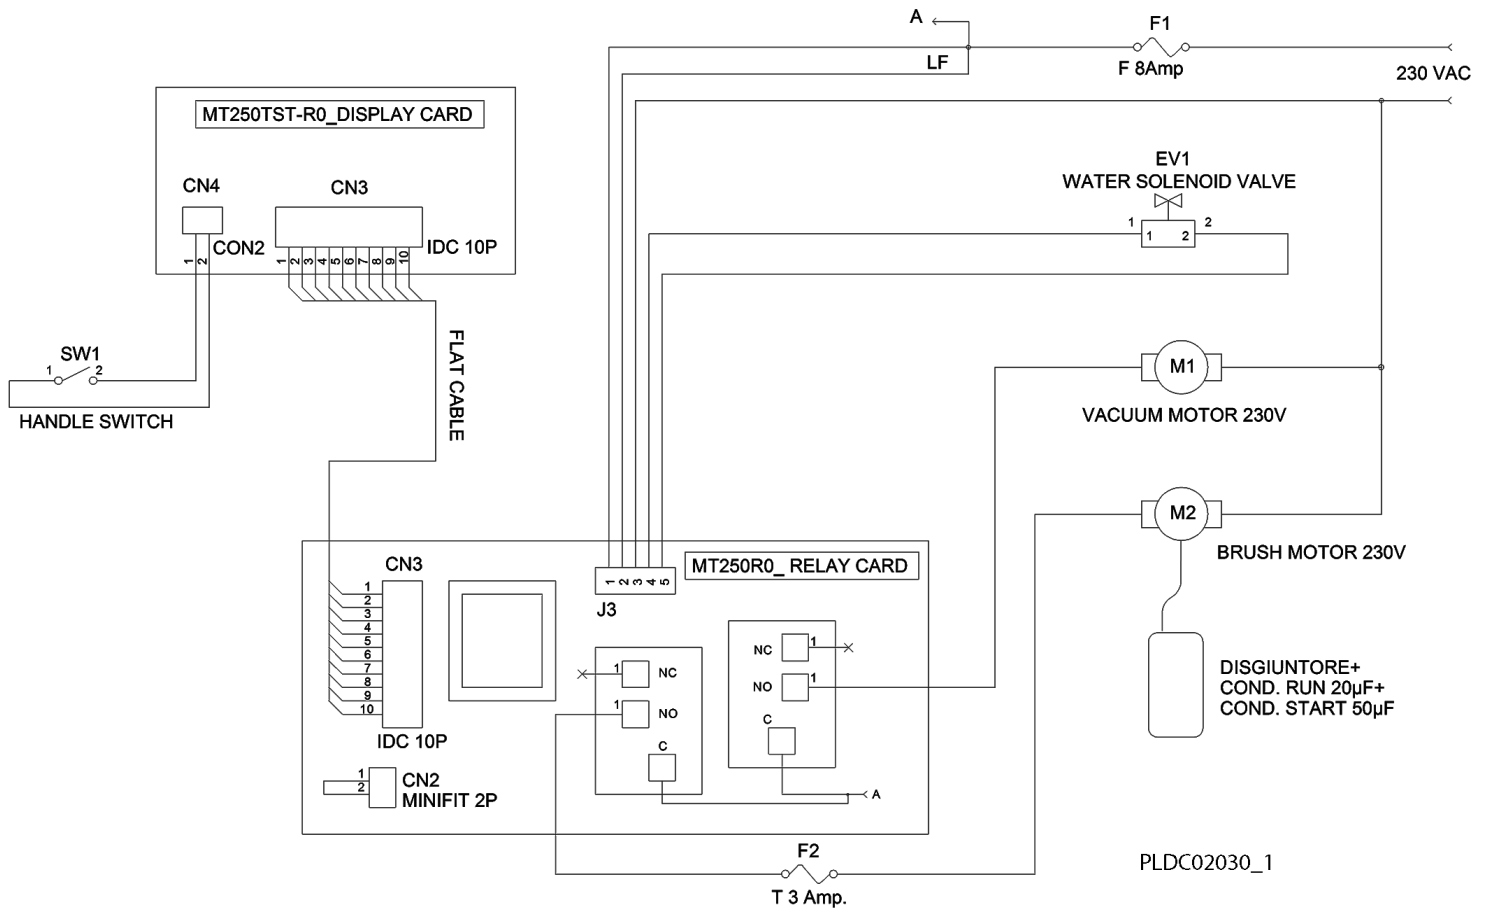 A
F1
LF
F 8Amp
230 VAC
MT250TST-R0_DISPLAY CARD
EV1
WATER SOLENOID VALVE
CN4
CN3
1
2
1 2
CON2
IDC 10P
1 2
1 2 3 4 5 6 7 8 9 10
SW1
1
2
HANDLE SWITCH
FLAT CABLE
M1
VACUUM MOTOR 230V
M2
BRUSH MOTOR 230V
CN3
MT250R0_ RELAY CARD
1 2 3 4 5
J3
1
2
3
4
5
6
7
8
9
10
IDC 10P
NC
1
NO
1
C
1
NC
1
NO
C
A
1
2
CN2
MINIFIT 2P
DISGIUNTORE+
COND. RUN 20µF+
COND. START 50µF
F2
T 3 Amp.
PLDC02030_1